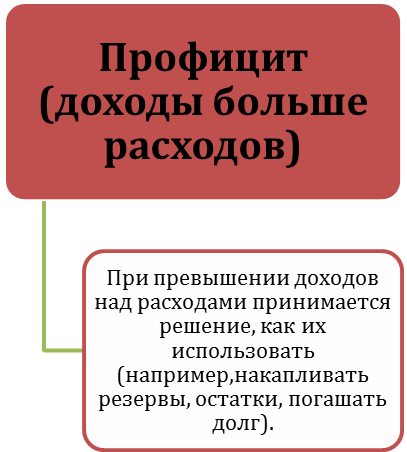 Профицит
(доходы больше
расходов)
При превышении доходов
над расходами принимается
решение, как их
использовать
(например,накапливать
резервы, остатки, погашать
долг).